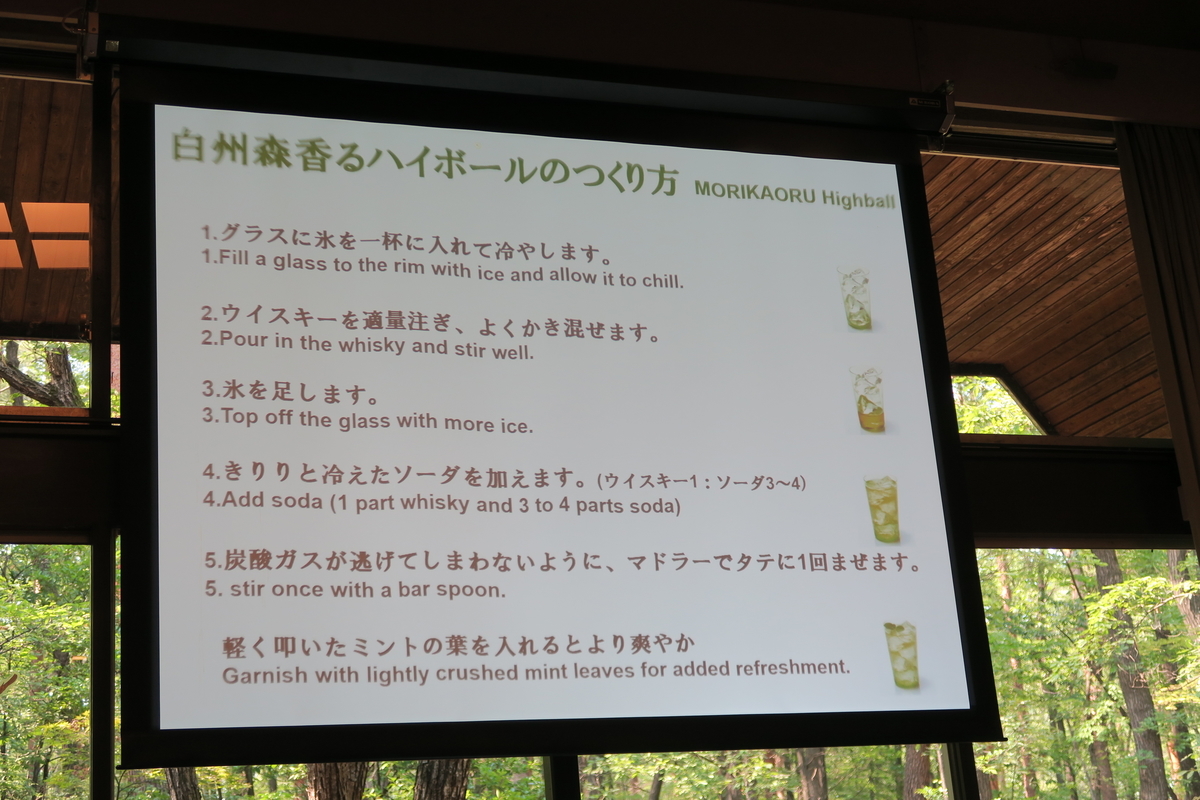 白州森香るハイボールのつくり方 MORIKAORU Highball
1.グラスに氷を一杯に入れて冷やします。
1.Fill a glass to the rim with ice and allow it to chill.
2.ウイスキーを適量注ぎ、よくかき混ぜます。
2.Pour in the whisky and stir well.
3.氷を足します。
3.Top off the glass with more ice.
4.きりりと冷えたソーダを加えます。(ウイスキー1：ソーダ3～4)
4.Add soda (1 part whisky and 3 to 4 parts soda)
5.炭酸ガスが逃げてしまわないように、マドラーでタテに1回まぜます。
5. stir once with a bar spoon.
軽く叩いたミントの葉を入れるとより爽やか
Garnish with lightly crushed mint leaves for added refreshment.